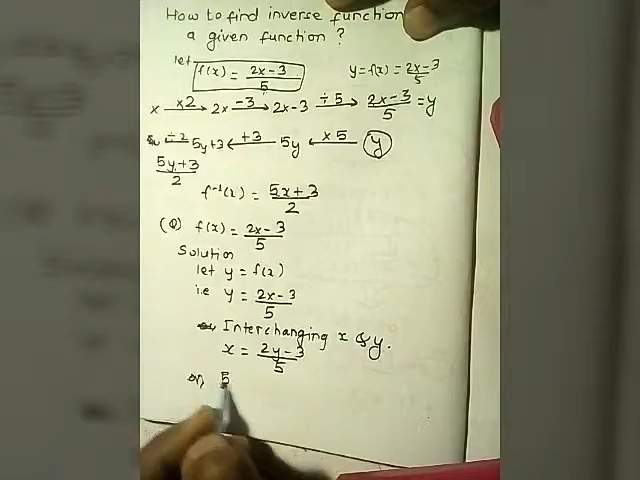 How to find inverse function
a given function ?
let f(x) = 2x-3/5 y=f(x) = 2x-3/5
x ×2→ 2x -3→ 2x-3 ÷5→ 2x-3/5 = y
÷2 5y+3 ←+3 5y ←×5 y
5y+3/2
f⁻¹(x) = 5x+3/2
(Q) f(x) = 2x-3/5
Solution
let y = f(x)
i.e y = 2x-3/5
Interchanging x & y.
x = 2y-3/5
or, 5